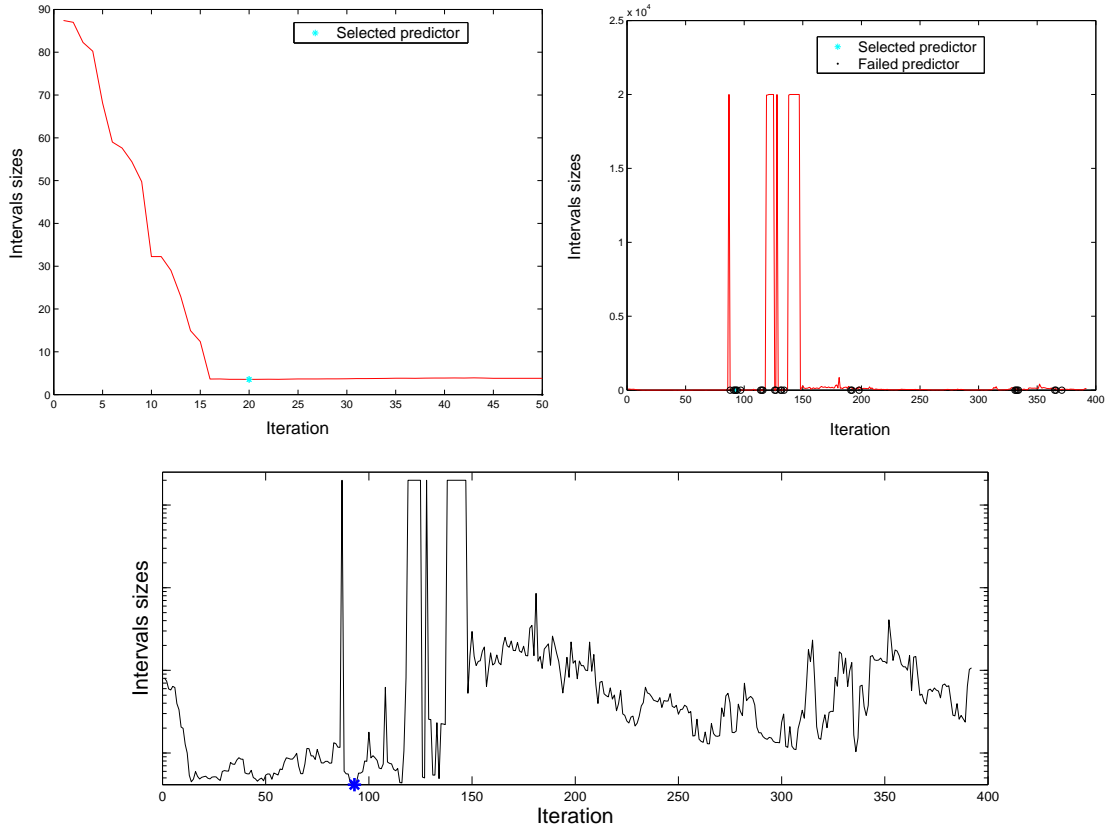 90
80
70
60
50
40
30
20
10
0
Intervals sizes
Selected predictor
0 5 10 15 20 25 30 35 40 45 50
Iteration
x 10^4
2.5
2
1.5
1
0.5
0
Intervals sizes
Selected predictor
Failed predictor
0 50 100 150 200 250 300 350 400
Iteration
Intervals sizes
0 50 100 150 200 250 300 350 400
Iteration